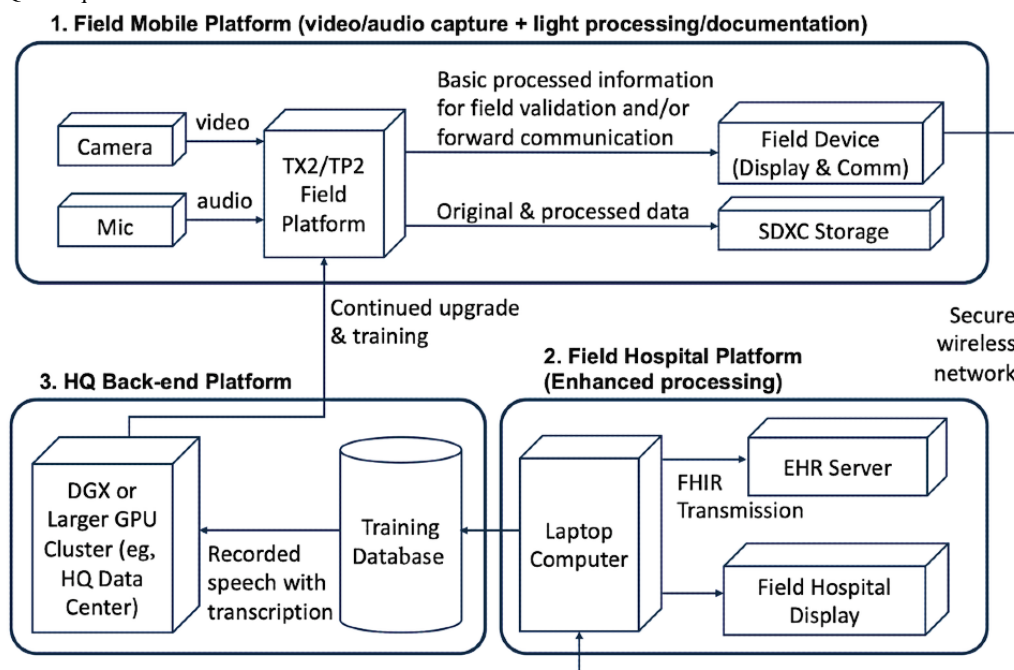 1. Field Mobile Platform (video/audio capture + light processing/documentation)
Basic processed information
for field validation and/or
forward communication
Camera
video
Mic
audio
TX2/TP2
Field
Platform
Field Device
(Display & Comm)
Original & processed data
SDXC Storage
Continued upgrade
& training
Secure
wireless
network
2. Field Hospital Platform
(Enhanced processing)
3. HQ Back-end Platform
DGX or
Larger GPU
Cluster (eg,
HQ Data
Center)
Recorded
speech with
transcription
Training
Database
Laptop
Computer
EHR Server
FHIR
Transmission
Field Hospital
Display